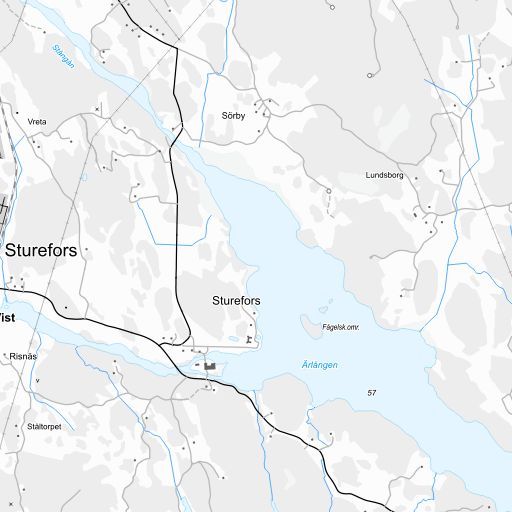 Stångån
Sörby
Vreta
Lundsborg
Sturefors
Sturefors
Vist
Fågelsk.omr.
Risnäs
Ärlången
57
Ståltorpet